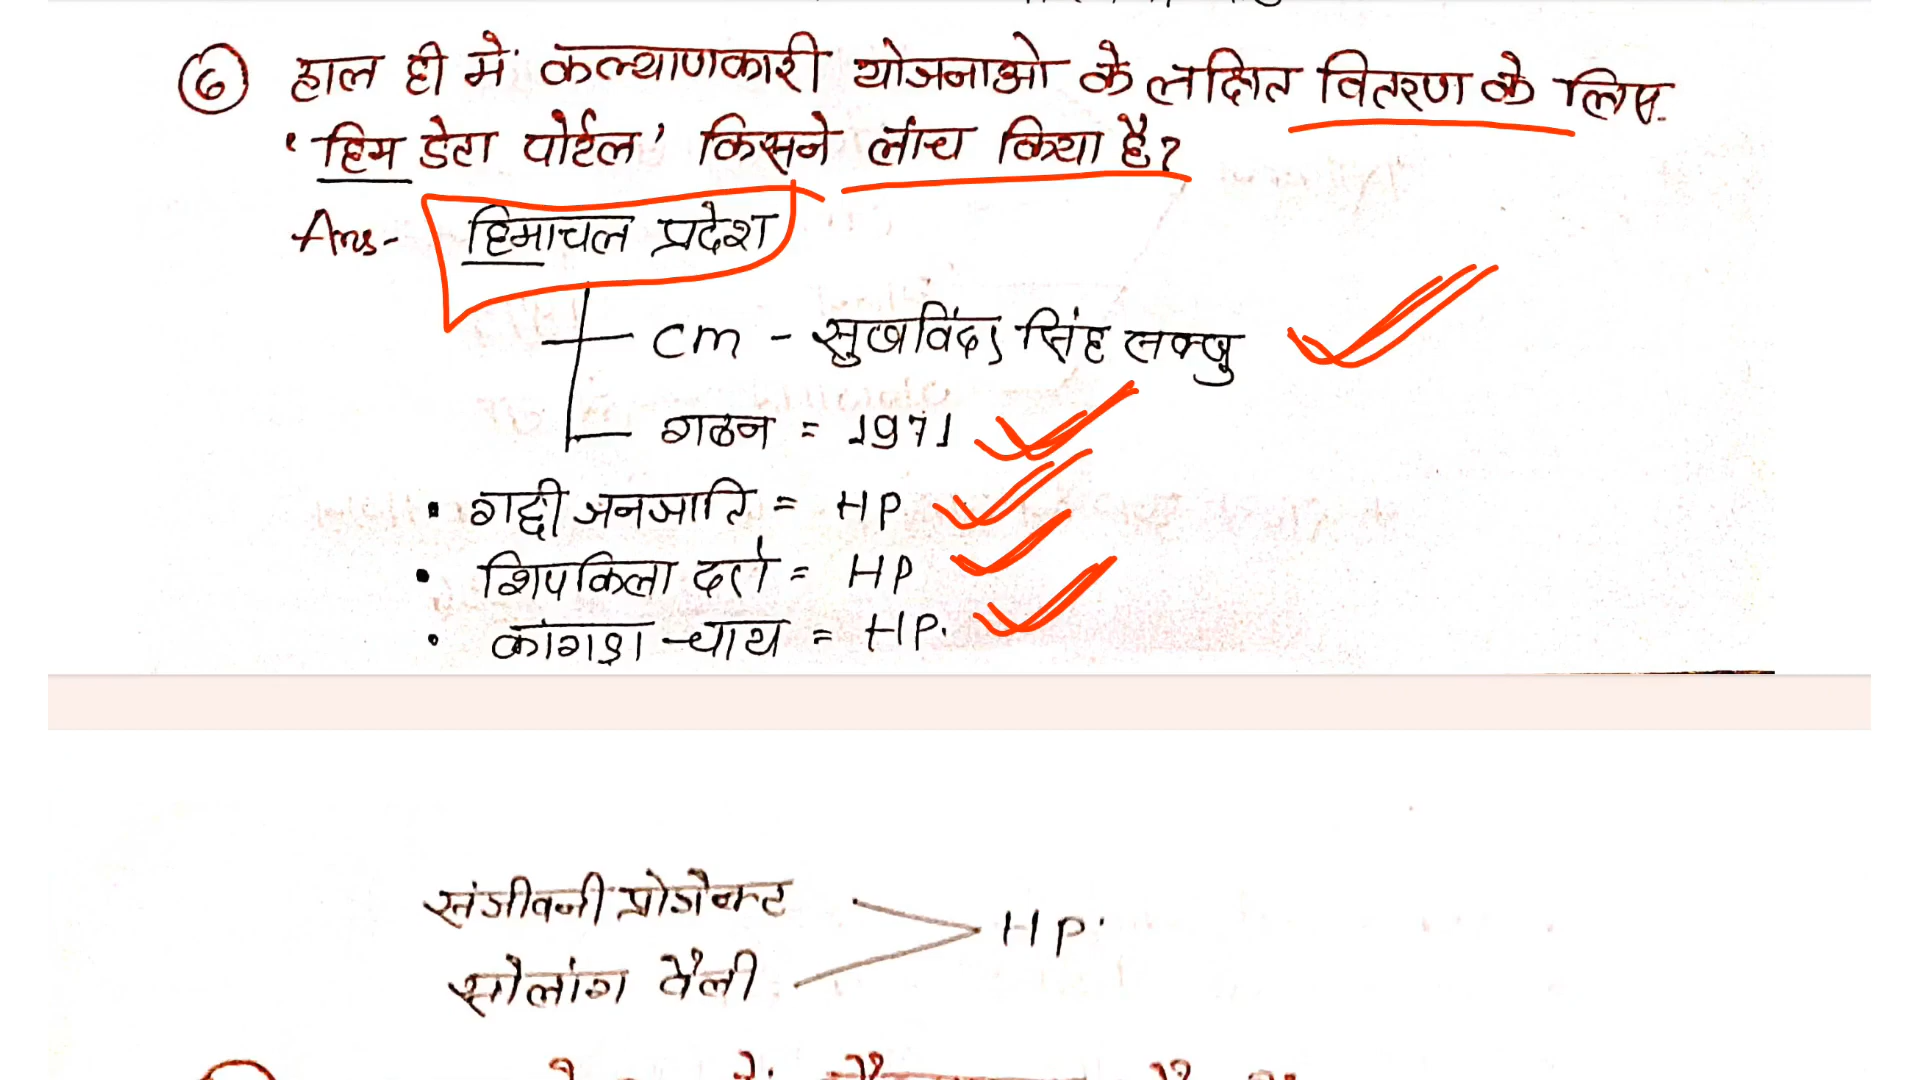 ⑥ हाल ही में कल्याणकारी योजनाओ के लक्षित वितरण के लिए
'हिम डेटा पोर्टल' किसने लांच किया है?
Ans- हिमाचल प्रदेश
cm - सुखविंदर सिंह सक्खु
गठन = 1971
• गद्दी जनजाति = HP
• शिपकिला दर्रा = HP
• कांगड़ा चाय = HP.
संजीवनी प्रोजैक्ट
HP.
सोलांग वैली